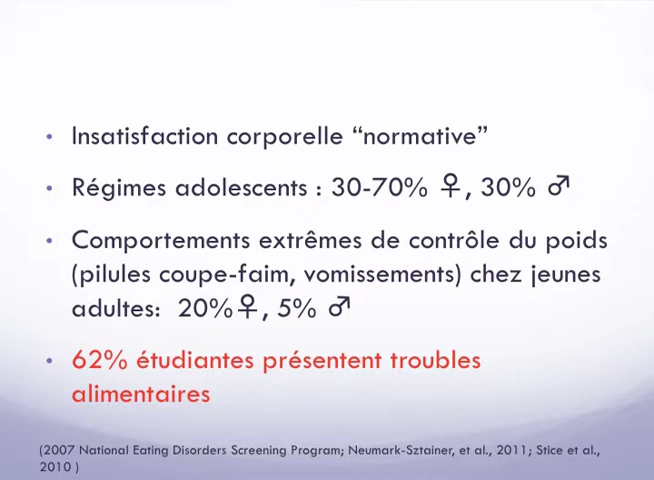 • Insatisfaction corporelle “normative”
• Régimes adolescents : 30-70% ♀, 30% ♂
• Comportements extrêmes de contrôle du poids
(pilules coupe-faim, vomissements) chez jeunes
adultes:  20%♀, 5% ♂
• 62% étudiantes présentent troubles
alimentaires
(2007 National Eating Disorders Screening Program; Neumark-Sztainer, et al., 2011; Stice et al.,
2010 )